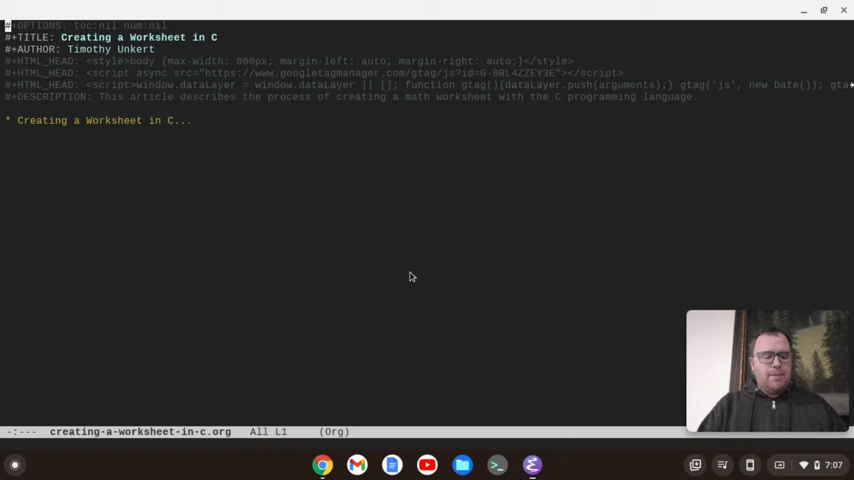 #+OPTIONS: toc:nil num:nil
#+TITLE: Creating a Worksheet in C
#+AUTHOR: Timothy Unkert
#+HTML_HEAD: <style>body {max-width: 800px; margin-left: auto; margin-right: auto;}</style>
#+HTML_HEAD: <script async src="https://www.googletagmanager.com/gtag/js?id=G-0RL4ZZEY3E"></script>
#+HTML_HEAD: <script>window.dataLayer = window.dataLayer || []; function gtag(){dataLayer.push(arguments);} gtag('js', new Date()); gta
#+DESCRIPTION: This article describes the process of creating a math worksheet with the C programming language.
* Creating a Worksheet in C...
-:--- creating-a-worksheet-in-c.org All L1 (Org)
7:07